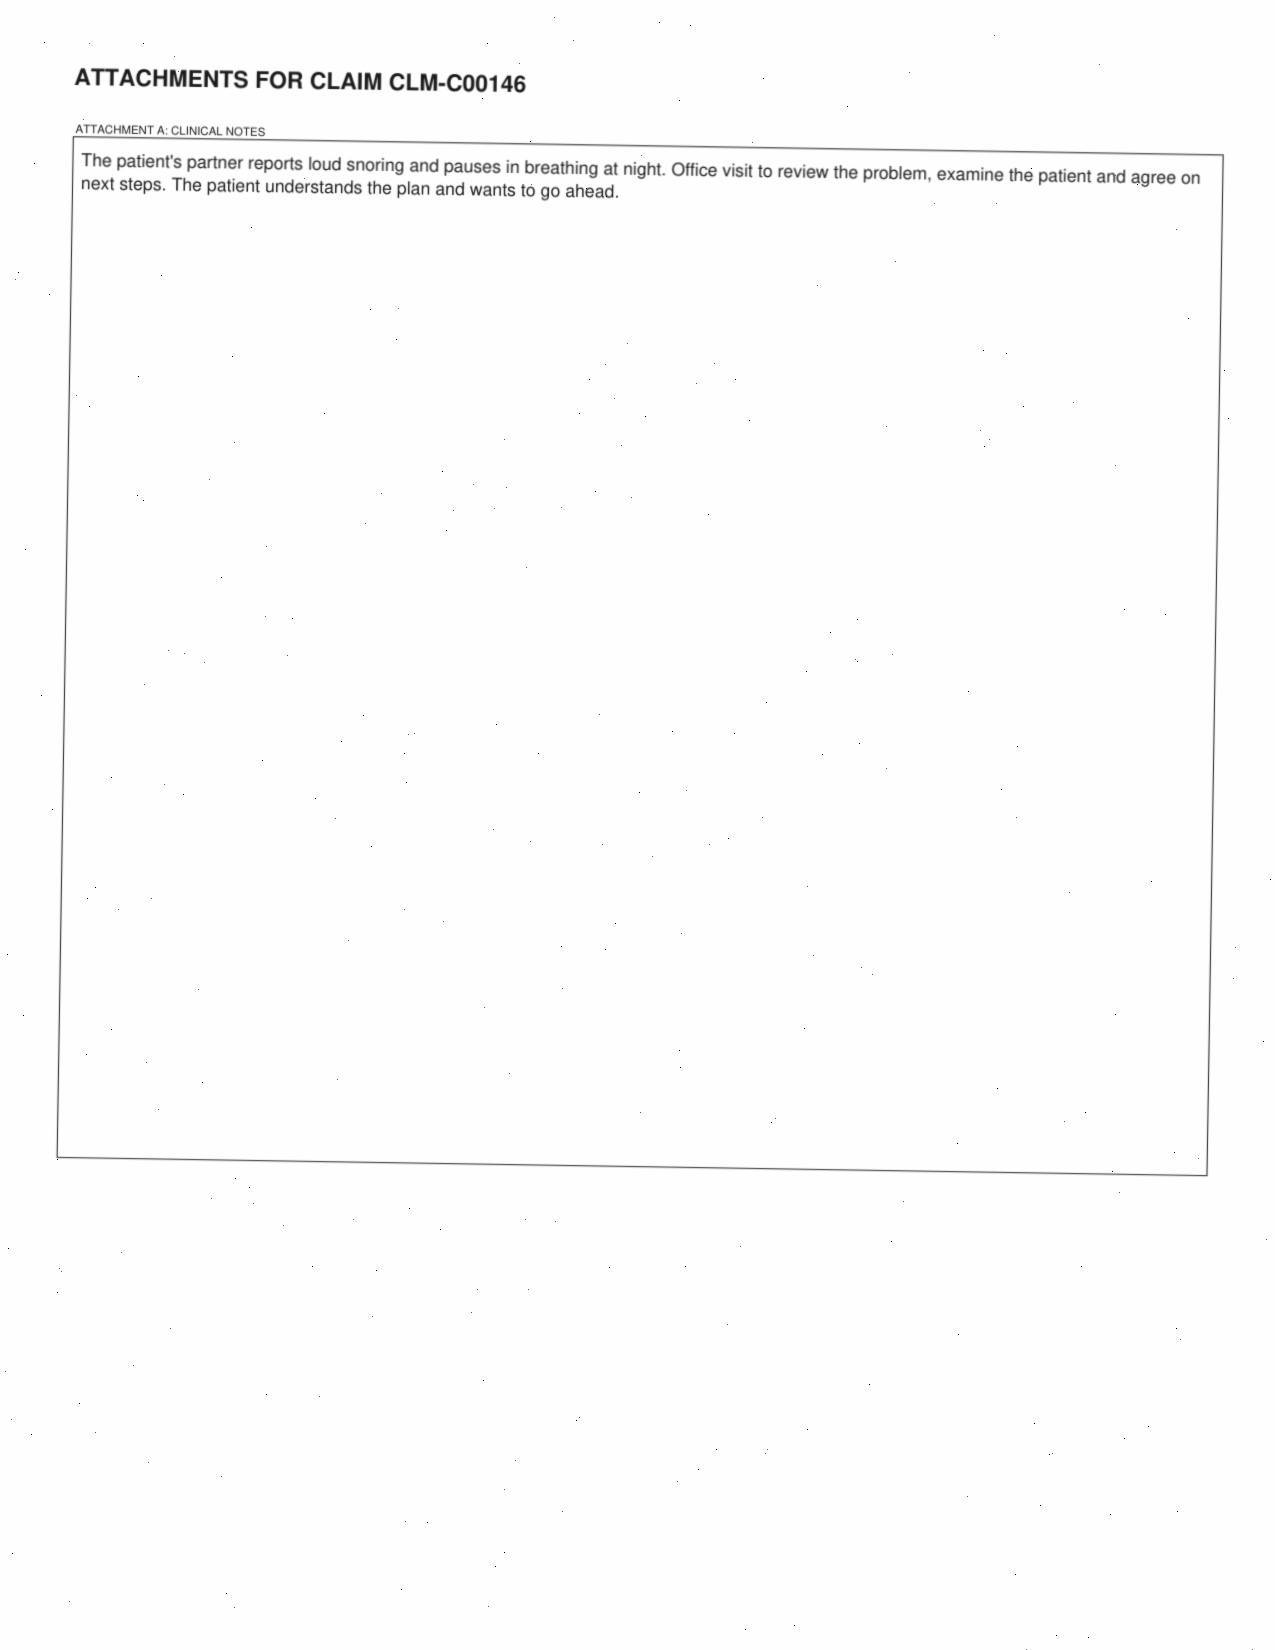 ATTACHMENTS FOR CLAIM CLM-C00146
ATTACHMENT A: CLINICAL NOTES
The patient's partner reports loud snoring and pauses in breathing at night. Office visit to review the problem, examine the patient and agree on
next steps. The patient understands the plan and wants to go ahead.